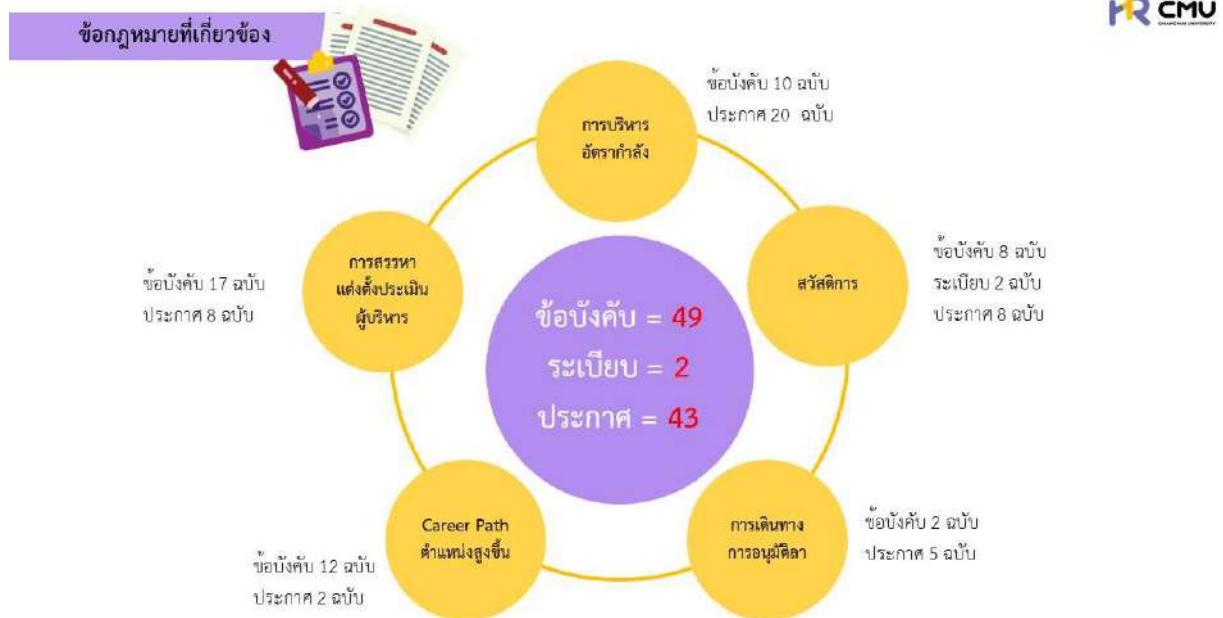 ข้อกฎหมายที่เกี่ยวข้อง
HR CMU
CHIANG MAI UNIVERSITY
การบริหาร
อัตรากำลัง
ข้อบังคับ 10 ฉบับ
ประกาศ 20 ฉบับ
สวัสดิการ
ข้อบังคับ 8 ฉบับ
ระเบียบ 2 ฉบับ
ประกาศ 8 ฉบับ
การเดินทาง
การอนุมัติลา
ข้อบังคับ 2 ฉบับ
ประกาศ 5 ฉบับ
Career Path
ตำแหน่งสูงขึ้น
ข้อบังคับ 12 ฉบับ
ประกาศ 2 ฉบับ
การสรรหา
แต่งตั้งประเมิน
ผู้บริหาร
ข้อบังคับ 17 ฉบับ
ประกาศ 8 ฉบับ
ข้อบังคับ = 49
ระเบียบ = 2
ประกาศ = 43